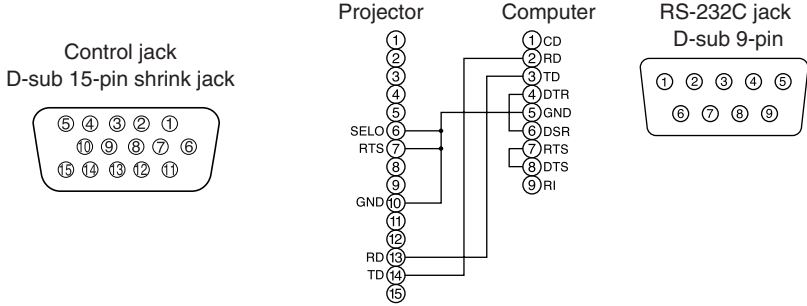 Control jack
D-sub 15-pin shrink jack
5 4 3 2 1
10 9 8 7 6
15 14 13 12 11
Projector
1
2
3
4
5
SELO 6
RTS 7
8
9
GND 10
11
12
RD 13
TD 14
15
Computer
1 CD
2 RD
3 TD
4 DTR
5 GND
6 DSR
7 RTS
8 DTS
9 RI
RS-232C jack
D-sub 9-pin
1 2 3 4 5
6 7 8 9